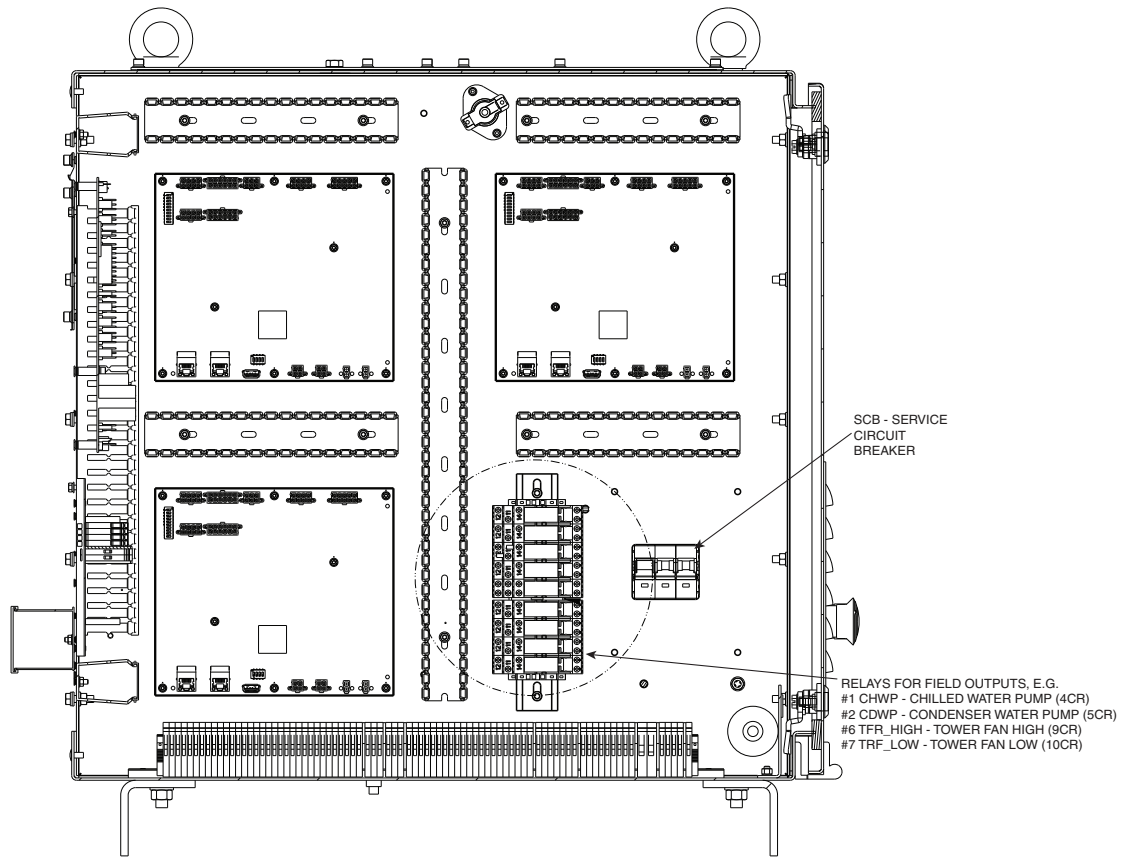 SCB - SERVICE
CIRCUIT
BREAKER
RELAYS FOR FIELD OUTPUTS, E.G.
#1 CHWP - CHILLED WATER PUMP (4CR)
#2 CDWP - CONDENSER WATER PUMP (5CR)
#6 TFR_HIGH - TOWER FAN HIGH (9CR)
#7 TRF_LOW - TOWER FAN LOW (10CR)